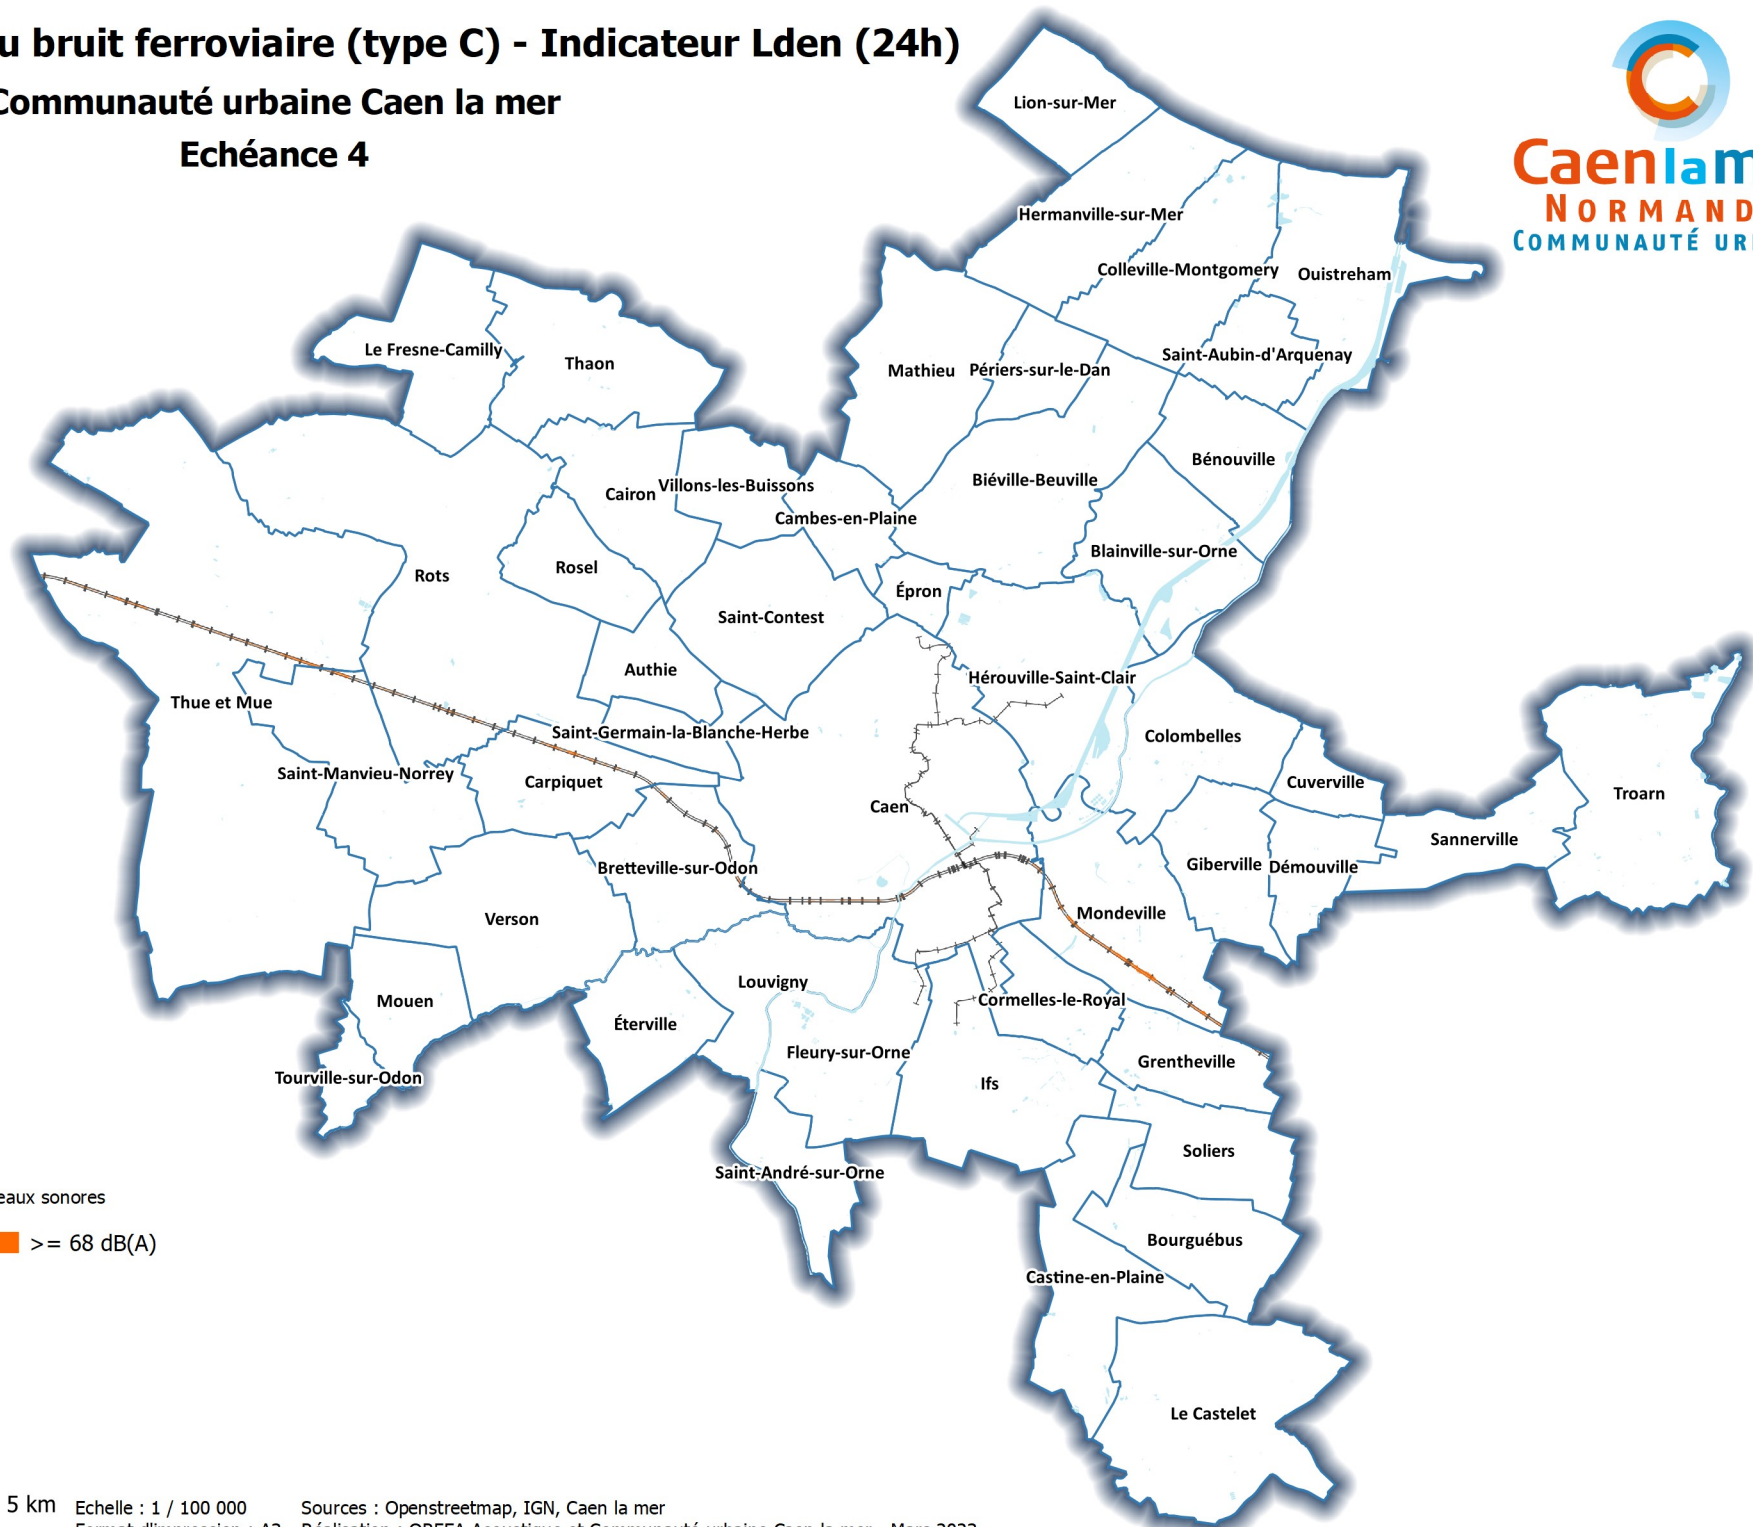 u bruit ferroviaire (type C) - Indicateur Lden (24h)
Communauté urbaine Caen la mer
Echéance 4
Caenlam
NORMAND
COMMUNAUTÉ UR
Lion-sur-Mer
Hermanville-sur-Mer
Colleville-Montgomery
Ouistreham
Le Fresne-Camilly
Thaon
Mathieu
Périers-sur-le-Dan
Saint-Aubin-d'Arquenay
Bénouville
Biéville-Beuville
Cairon
Villons-les-Buissons
Cambes-en-Plaine
Blainville-sur-Orne
Rots
Rosel
Épron
Saint-Contest
Authie
Hérouville-Saint-Clair
Thue et Mue
Saint-Germain-la-Blanche-Herbe
Colombelles
Saint-Manvieu-Norrey
Carpiquet
Cuverville
Troarn
Caen
Sannerville
Bretteville-sur-Odon
Giberville
Démouville
Verson
Mondeville
Louvigny
Mouen
Cormelles-le-Royal
Éterville
Fleury-sur-Orne
Grentheville
Tourville-sur-Odon
Ifs
Soliers
Saint-André-sur-Orne
eaux sonores
>= 68 dB(A)
Bourguébus
Castine-en-Plaine
Le Castelet
5 km
Echelle : 1 / 100 000
Sources : Openstreetmap, IGN, Caen la mer